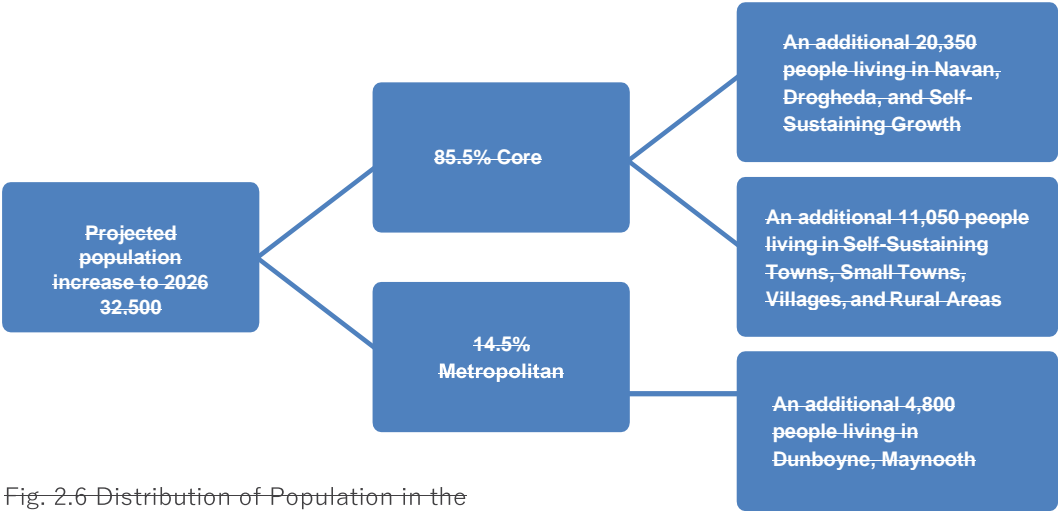 Projected
population
increase to 2026
32,500
85.5% Core
14.5%
Metropolitan
An additional 20,350
people living in Navan,
Drogheda, and Self-
Sustaining Growth
An additional 11,050 people
living in Self-Sustaining
Towns, Small Towns,
Villages, and Rural Areas
An additional 4,800
people living in
Dunboyne, Maynooth
Fig. 2.6 Distribution of Population in the